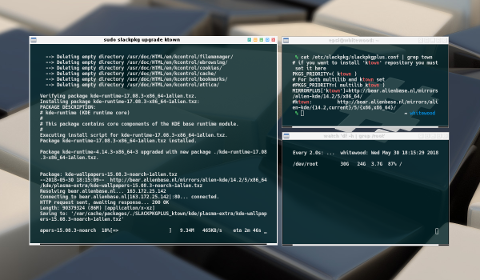 sudo slackpkg upgrade ktown
--> Deleting empty directory /usr/doc/HTML/en/kcontrol/filemanager/
--> Deleting empty directory /usr/doc/HTML/en/kcontrol/ebrowsing/
--> Deleting empty directory /usr/doc/HTML/en/kcontrol/cookies/
--> Deleting empty directory /usr/doc/HTML/en/kcontrol/cache/
--> Deleting empty directory /usr/doc/HTML/en/kcontrol/bookmarks/
--> Deleting empty directory /usr/doc/HTML/en/kcontrol/attica/
Verifying package kde-runtime-17.08.3-x86_64-1alien.txz.
Installing package kde-runtime-17.08.3-x86_64-1alien.txz:
PACKAGE DESCRIPTION:
# kde-runtime (KDE runtime core)
#
# This package contains core components of the KDE base runtime module.
#
Executing install script for kde-runtime-17.08.3-x86_64-1alien.txz.
Package kde-runtime-17.08.3-x86_64-1alien.txz installed.
Package kde-runtime-4.14.3-x86_64-3 upgraded with new package ./kde-runtime-17.08
.3-x86_64-1alien.txz.
Package: kde-wallpapers-15.08.3-noarch-1alien.txz
--2018-05-30 18:15:09-- http://bear.alienbase.nl/mirrors/alien-kde/14.2/5/x86_64
/kde/plasma-extra/kde-wallpapers-15.08.3-noarch-1alien.txz
Resolving bear.alienbase.nl... 163.172.25.142
Connecting to bear.alienbase.nl|163.172.25.142|:80... connected.
HTTP request sent, awaiting response... 200 OK
Length: 90379324 (86M) [application/x-xz]
Saving to: '/var/cache/packages/./SLACKPKGPLUS_ktown/kde/plasma-extra/kde-wallpap
ers-15.08.3-noarch-1alien.txz'
apers-15.08.3-noarch 10%[=> ] 9.34M 465KB/s eta 2m 46s
% cat /etc/slackpkg/slackpkgplus.conf | grep town
# if you want to install 'ktown' repository you must
set it here
PKGS_PRIORITY=( ktown )
# For both multilib and ktown set
#PKGS_PRIORITY=( multilib ktown )
MIRRORPLUS['ktown']=http://bear.alienbase.nl/mirrors
/alien-kde/14.2/5/x86_64/
#ktown: http://bear.alienbase.nl/mirrors/ali
en-kde/{14.2,current/5}/x86_64/
%
whitewood
Every 2.0s: ... whitewood: Wed May 30 18:15:29 2018
/dev/root 30G 24G 3.7G 87% /